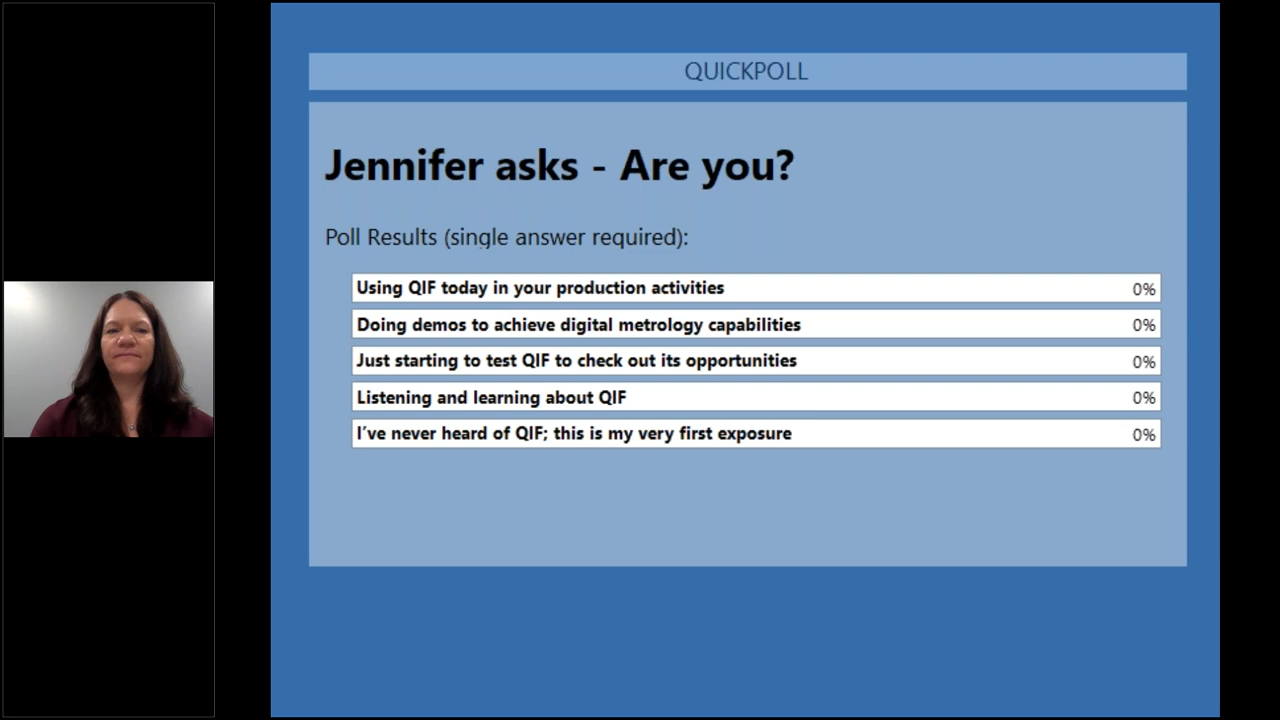 QUICKPOLL
Jennifer asks - Are you?
Poll Results (single answer required):
Using QIF today in your production activities 0%
Doing demos to achieve digital metrology capabilities 0%
Just starting to test QIF to check out its opportunities 0%
Listening and learning about QIF 0%
I've never heard of QIF; this is my very first exposure 0%